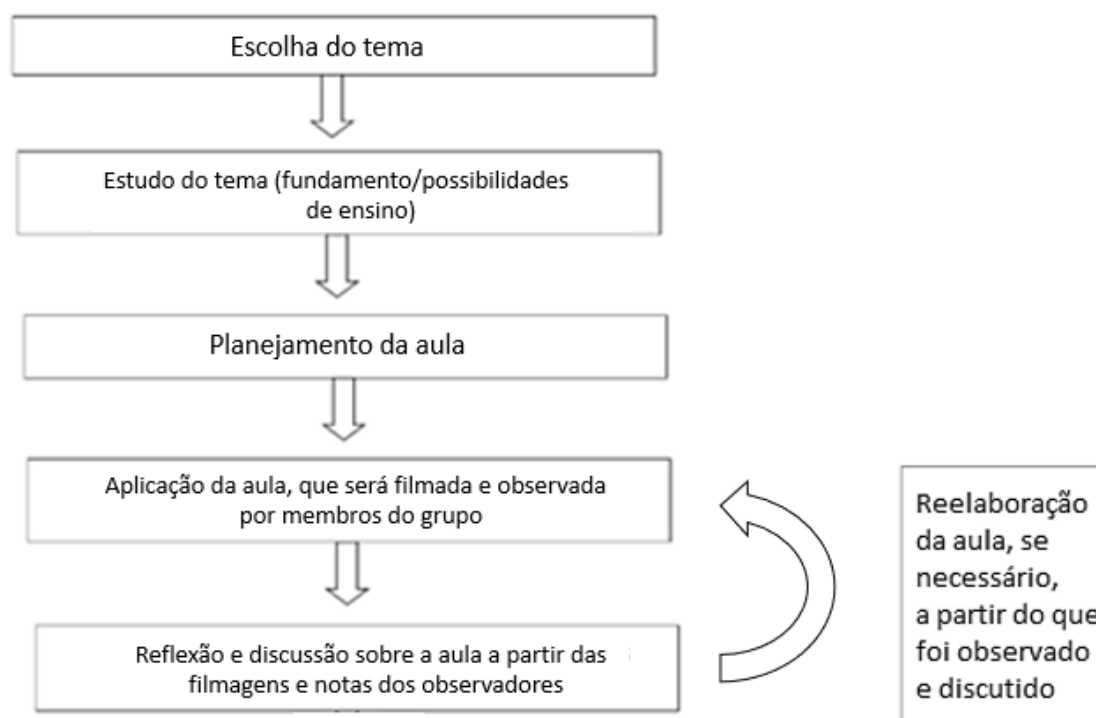 Escolha do tema
Estudo do tema (fundamento/possibilidades
de ensino)
Planejamento da aula
Aplicação da aula, que será filmada e observada
por membros do grupo
Reflexão e discussão sobre a aula a partir das
filmagens e notas dos observadores
Reelaboração
da aula, se
necessário,
a partir do que
foi observado
e discutido